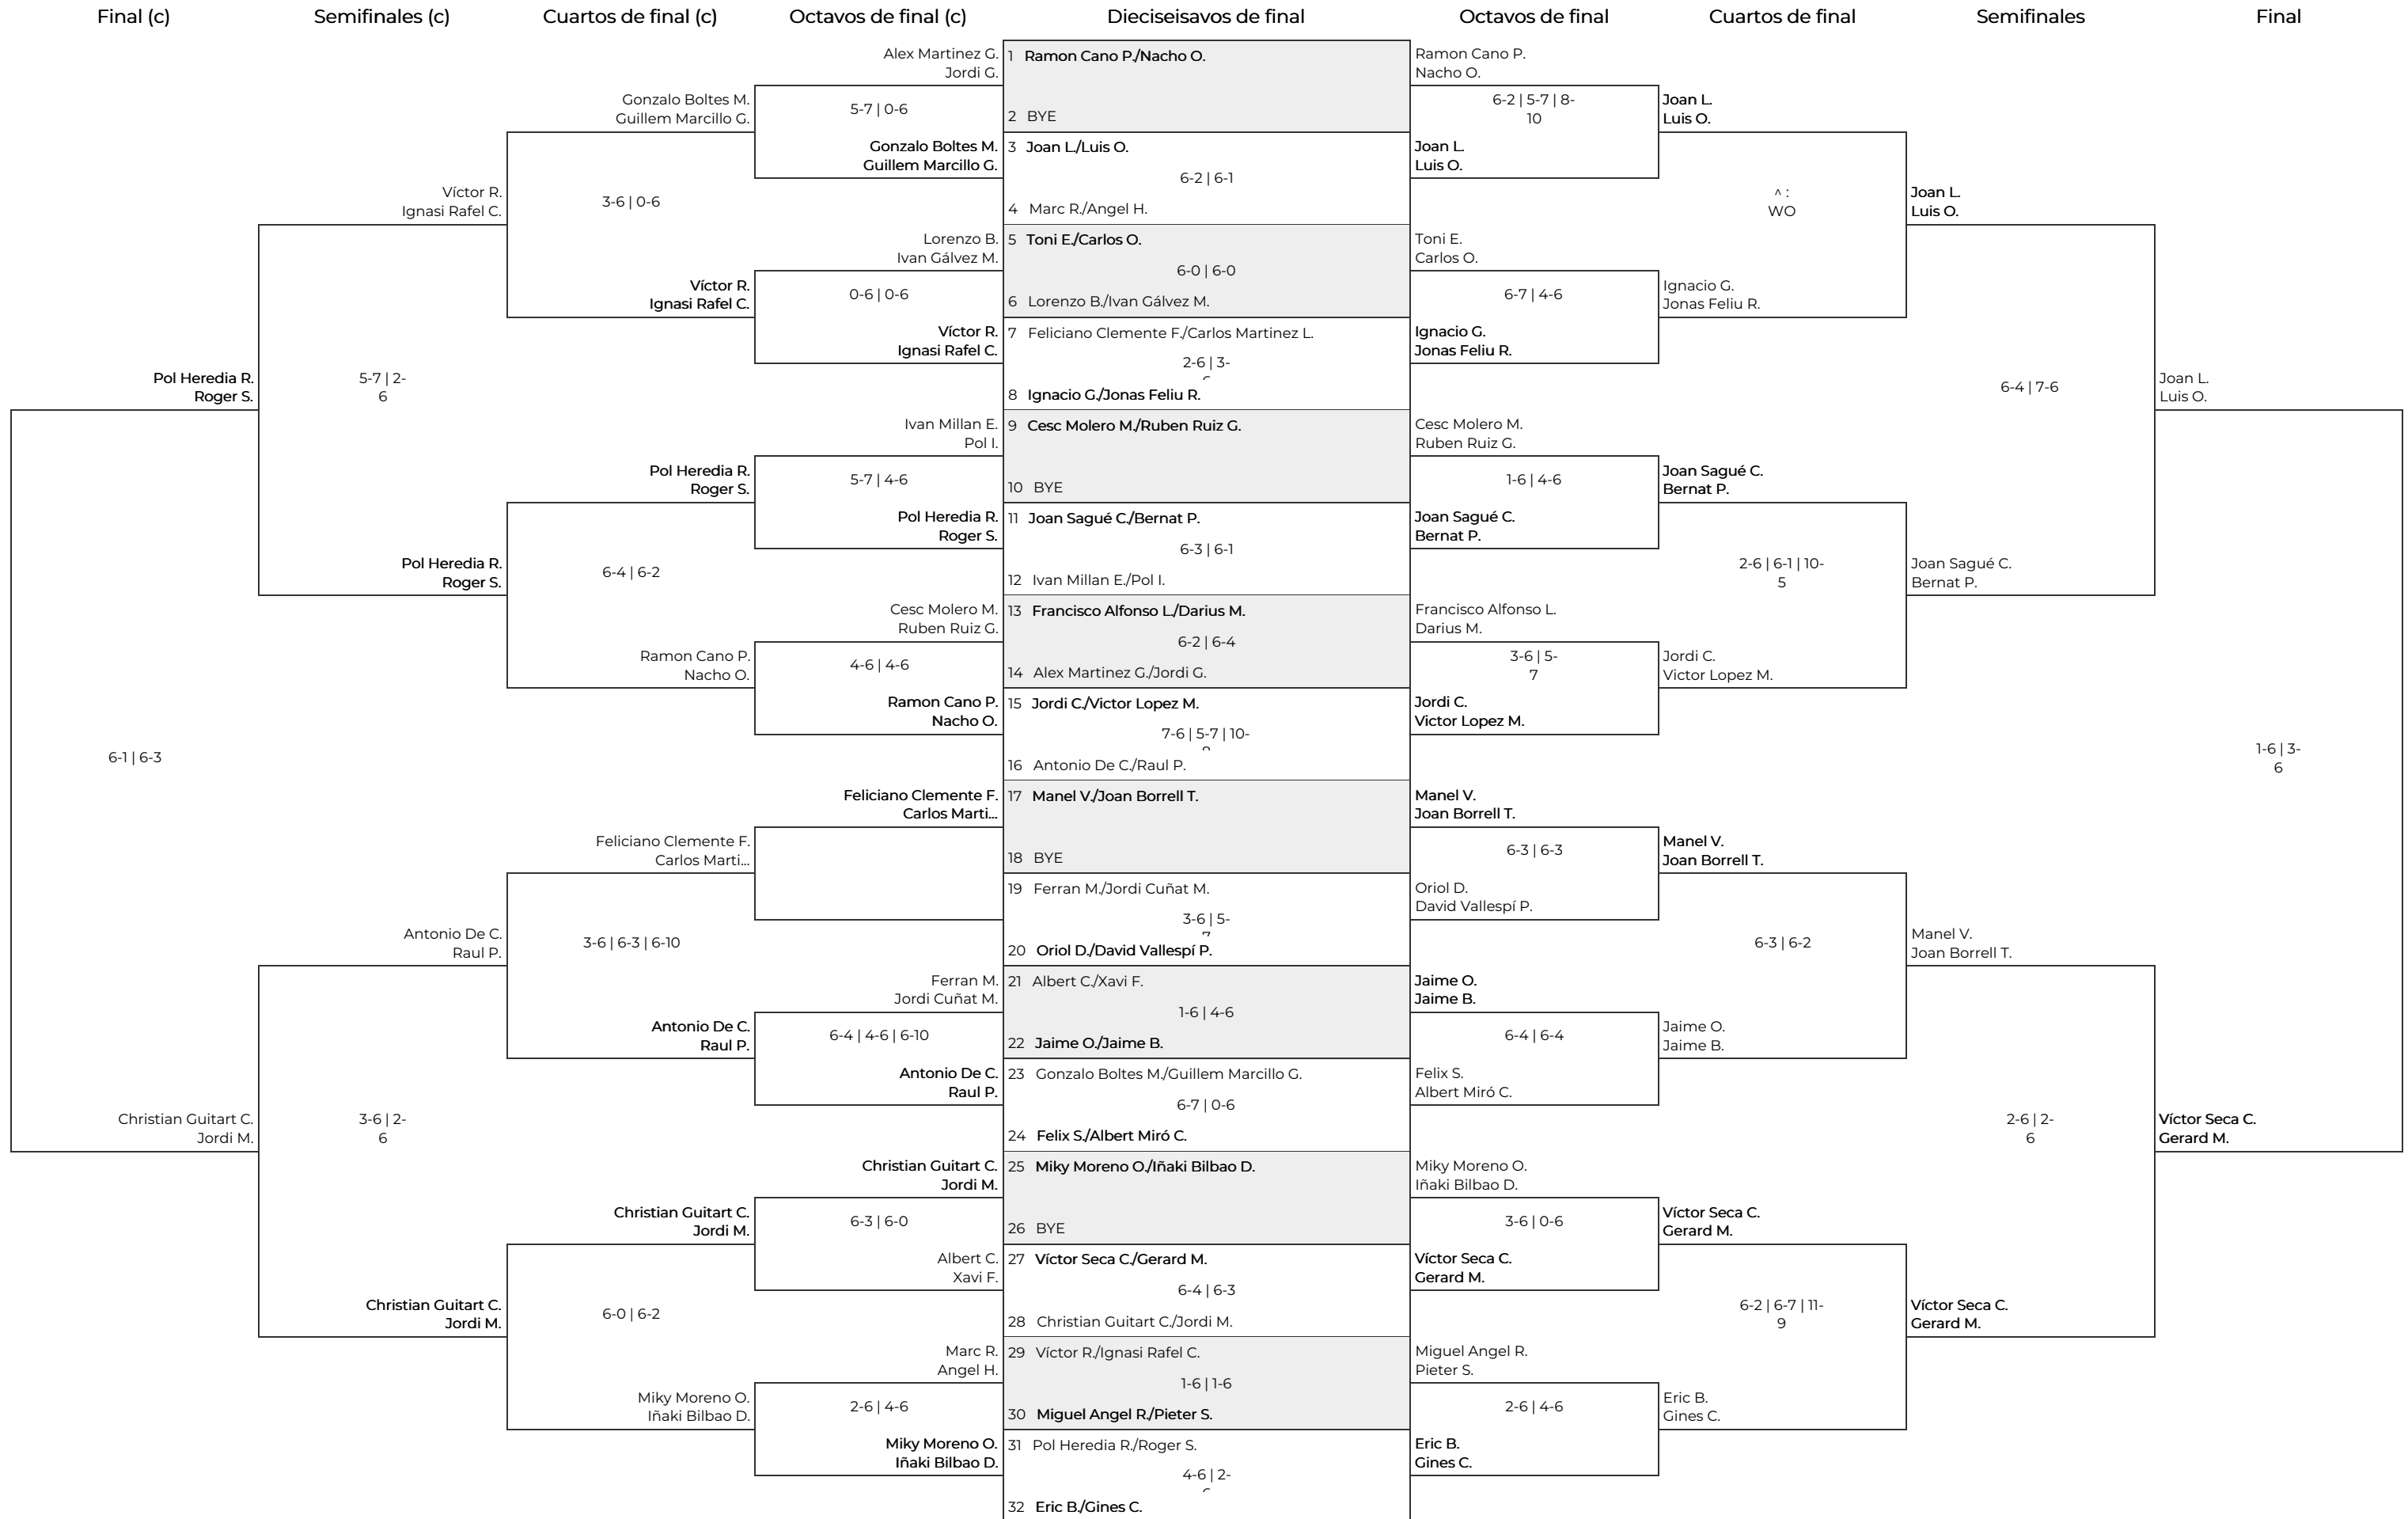 Final (c)
Semifinales (c)
Cuartos de final (c)
Octavos de final (c)
Dieciseisavos de final
Octavos de final
Cuartos de final
Semifinales
Final
Pol Heredia R.
Roger S.
6-1 | 6-3
Christian Guitart C.
Jordi M.
Víctor R.
Ignasi Rafel C.
5-7 | 2-
6
Pol Heredia R.
Roger S.
Antonio De C.
Raul P.
3-6 | 2-
6
Christian Guitart C.
Jordi M.
Gonzalo Boltes M.
Guillem Marcillo G.
3-6 | 0-6
Víctor R.
Ignasi Rafel C.
Pol Heredia R.
Roger S.
6-4 | 6-2
Ramon Cano P.
Nacho O.
Feliciano Clemente F.
Carlos Marti...
3-6 | 6-3 | 6-10
Antonio De C.
Raul P.
Christian Guitart C.
Jordi M.
6-0 | 6-2
Miky Moreno O.
Iñaki Bilbao D.
Alex Martinez G.
Jordi G.
5-7 | 0-6
Gonzalo Boltes M.
Guillem Marcillo G.
Lorenzo B.
Ivan Gálvez M.
0-6 | 0-6
Víctor R.
Ignasi Rafel C.
Ivan Millan E.
Pol I.
5-7 | 4-6
Pol Heredia R.
Roger S.
Cesc Molero M.
Ruben Ruiz G.
4-6 | 4-6
Ramon Cano P.
Nacho O.
Feliciano Clemente F.
Carlos Marti...
Ferran M.
Jordi Cuñat M.
6-4 | 4-6 | 6-10
Antonio De C.
Raul P.
Christian Guitart C.
Jordi M.
6-3 | 6-0
Albert C.
Xavi F.
Marc R.
Angel H.
2-6 | 4-6
Miky Moreno O.
Iñaki Bilbao D.
1 Ramon Cano P./Nacho O.
2 BYE
3 Joan L./Luis O.
6-2 | 6-1
4 Marc R./Angel H.
5 Toni E./Carlos O.
6-0 | 6-0
6 Lorenzo B./Ivan Gálvez M.
7 Feliciano Clemente F./Carlos Martinez L.
2-6 | 3-
8 Ignacio G./Jonas Feliu R.
9 Cesc Molero M./Ruben Ruiz G.
10 BYE
11 Joan Sagué C./Bernat P.
6-3 | 6-1
12 Ivan Millan E./Pol I.
13 Francisco Alfonso L./Darius M.
6-2 | 6-4
14 Alex Martinez G./Jordi G.
15 Jordi C./Victor Lopez M.
7-6 | 5-7 | 10-
16 Antonio De C./Raul P.
17 Manel V./Joan Borrell T.
18 BYE
19 Ferran M./Jordi Cuñat M.
3-6 | 5-
20 Oriol D./David Vallespí P.
21 Albert C./Xavi F.
1-6 | 4-6
22 Jaime O./Jaime B.
23 Gonzalo Boltes M./Guillem Marcillo G.
6-7 | 0-6
24 Felix S./Albert Miró C.
25 Miky Moreno O./Iñaki Bilbao D.
26 BYE
27 Víctor Seca C./Gerard M.
6-4 | 6-3
28 Christian Guitart C./Jordi M.
29 Víctor R./Ignasi Rafel C.
1-6 | 1-6
30 Miguel Angel R./Pieter S.
31 Pol Heredia R./Roger S.
4-6 | 2-
32 Eric B./Gines C.
Ramon Cano P.
Nacho O.
6-2 | 5-7 | 8-
10
Joan L.
Luis O.
Toni E.
Carlos O.
6-7 | 4-6
Ignacio G.
Jonas Feliu R.
Cesc Molero M.
Ruben Ruiz G.
1-6 | 4-6
Joan Sagué C.
Bernat P.
Francisco Alfonso L.
Darius M.
3-6 | 5-
7
Jordi C.
Victor Lopez M.
Manel V.
Joan Borrell T.
6-3 | 6-3
Oriol D.
David Vallespí P.
Jaime O.
Jaime B.
6-4 | 6-4
Felix S.
Albert Miró C.
Miky Moreno O.
Iñaki Bilbao D.
3-6 | 0-6
Víctor Seca C.
Gerard M.
Miguel Angel R.
Pieter S.
2-6 | 4-6
Eric B.
Gines C.
Joan L.
Luis O.
^ :
WO
Ignacio G.
Jonas Feliu R.
Joan Sagué C.
Bernat P.
2-6 | 6-1 | 10-
5
Jordi C.
Victor Lopez M.
Manel V.
Joan Borrell T.
6-3 | 6-2
Jaime O.
Jaime B.
Víctor Seca C.
Gerard M.
6-2 | 6-7 | 11-
9
Eric B.
Gines C.
Joan L.
Luis O.
6-4 | 7-6
Joan Sagué C.
Bernat P.
Manel V.
Joan Borrell T.
2-6 | 2-
6
Víctor Seca C.
Gerard M.
Joan L.
Luis O.
1-6 | 3-
6
Víctor Seca C.
Gerard M.